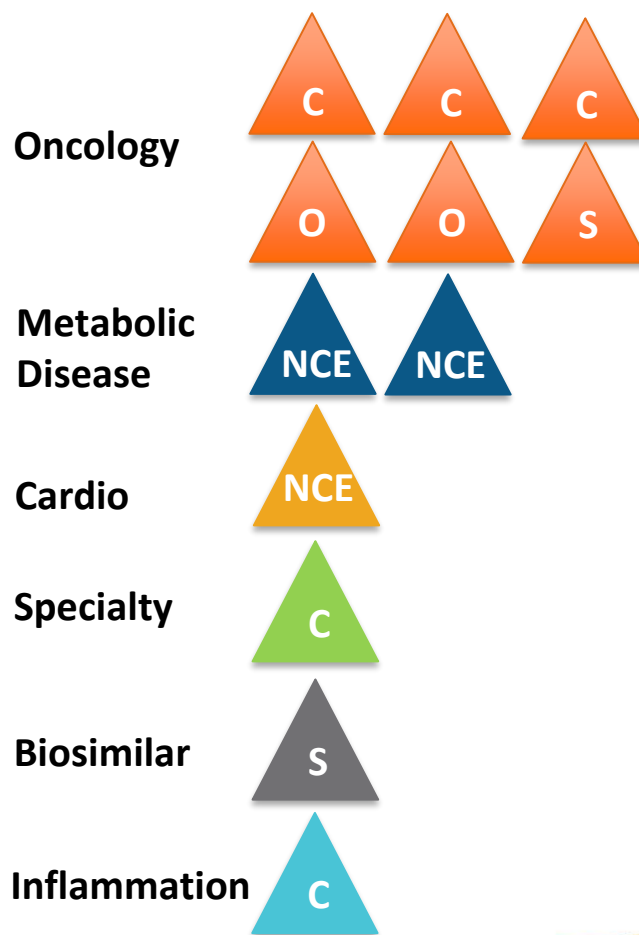 C C C
Oncology
O O S
Metabolic
Disease
NCE NCE
Cardio
NCE
Specialty
C
Biosimilar
S
Inflammation
C